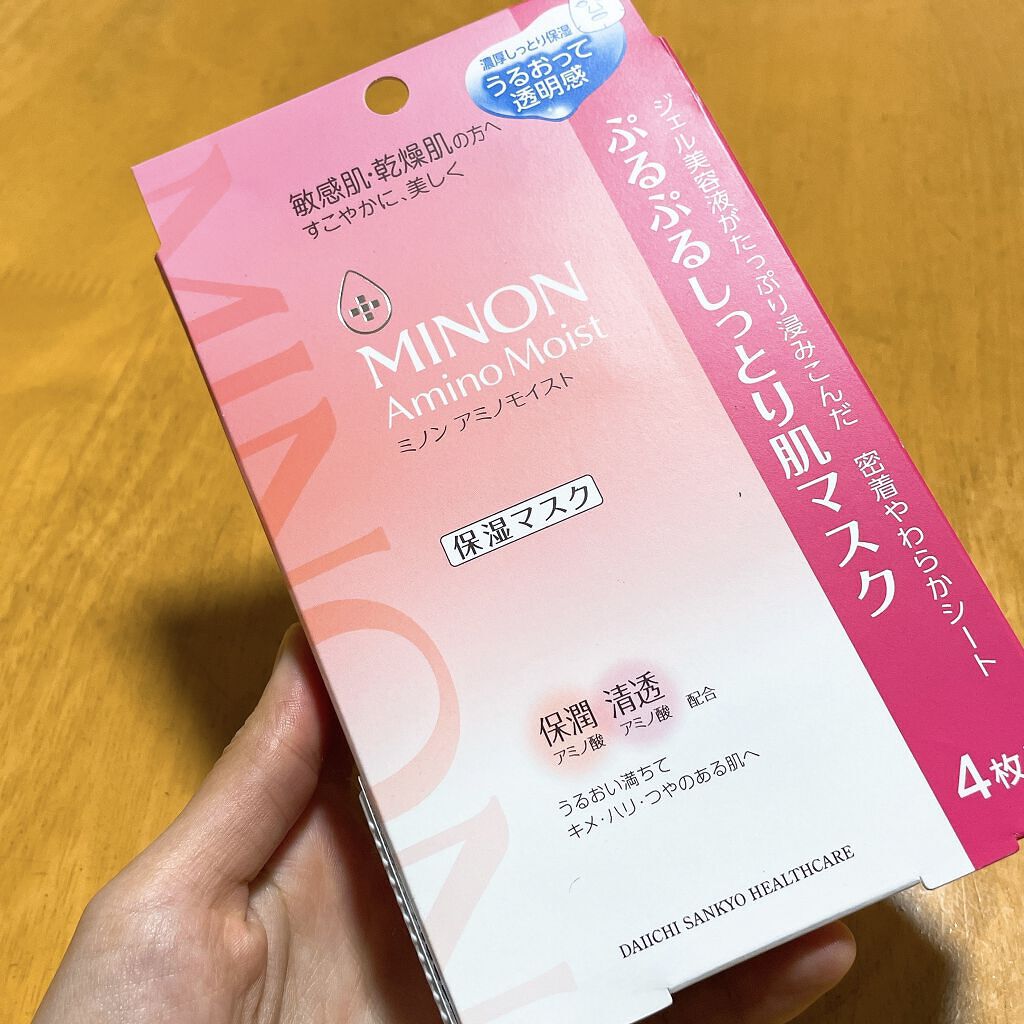 濃厚しっとり保湿
うるおって
透明感
敏感肌・乾燥肌の方へ
すこやかに、美しく
MINON
Amino Moist
ミノン アミノモイスト
保湿マスク
保潤 清透
アミノ酸 アミノ酸 配合
うるおい満ちて
キメ・ハリ・つやのある肌へ
DAIICHI SANKYO HEALTHCARE
MINON
ジェル美容液がたっぷり浸みこんだ 密着やわらかシート
ぷるぷるしっとり肌マスク
4枚